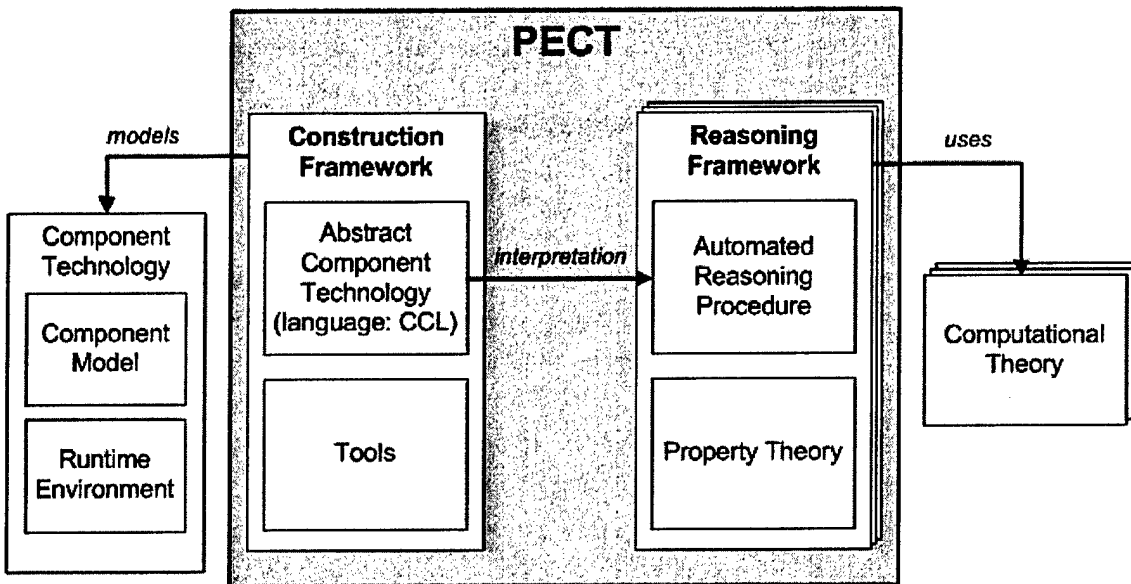 PECT
models
Construction
Framework
Reasoning
Framework
uses
Component
Technology
Abstract
Component
Technology
(language: CCL)
interpretation
Automated
Reasoning
Procedure
Component
Model
Computational
Theory
Runtime
Environment
Tools
Property Theory